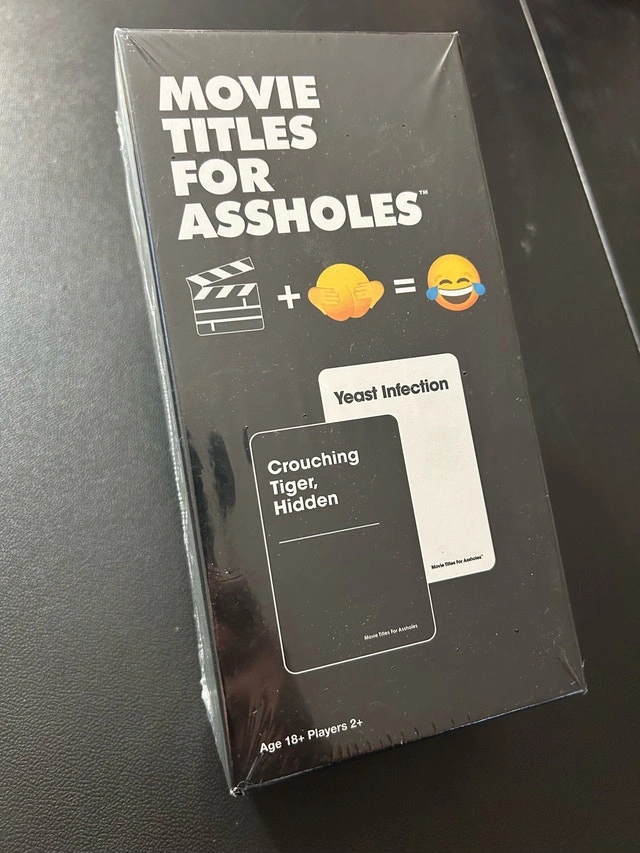 MOVIE
TITLES
FOR
ASSHOLES™
+ =
Yeast Infection
Crouching
Tiger,
Hidden
Movie Titles For Assholes™
Movie Titles For Assholes
Age 18+ Players 2+